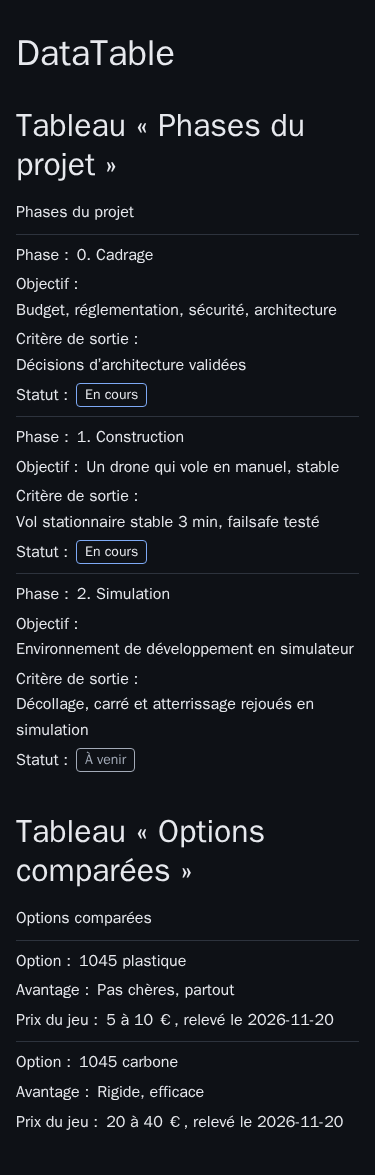 DataTable
Tableau « Phases du
projet »
Phases du projet
Phase : 0. Cadrage
Objectif :
Budget, réglementation, sécurité, architecture
Critère de sortie :
Décisions d'architecture validées
Statut : En cours
Phase : 1. Construction
Objectif : Un drone qui vole en manuel, stable
Critère de sortie :
Vol stationnaire stable 3 min, failsafe testé
Statut : En cours
Phase : 2. Simulation
Objectif :
Environnement de développement en simulateur
Critère de sortie :
Décollage, carré et atterrissage rejoués en
simulation
Statut : À venir
Tableau « Options
comparées »
Options comparées
Option : 1045 plastique
Avantage : Pas chères, partout
Prix du jeu : 5 à 10 €, relevé le 2026-11-20
Option : 1045 carbone
Avantage : Rigide, efficace
Prix du jeu : 20 à 40 €, relevé le 2026-11-20